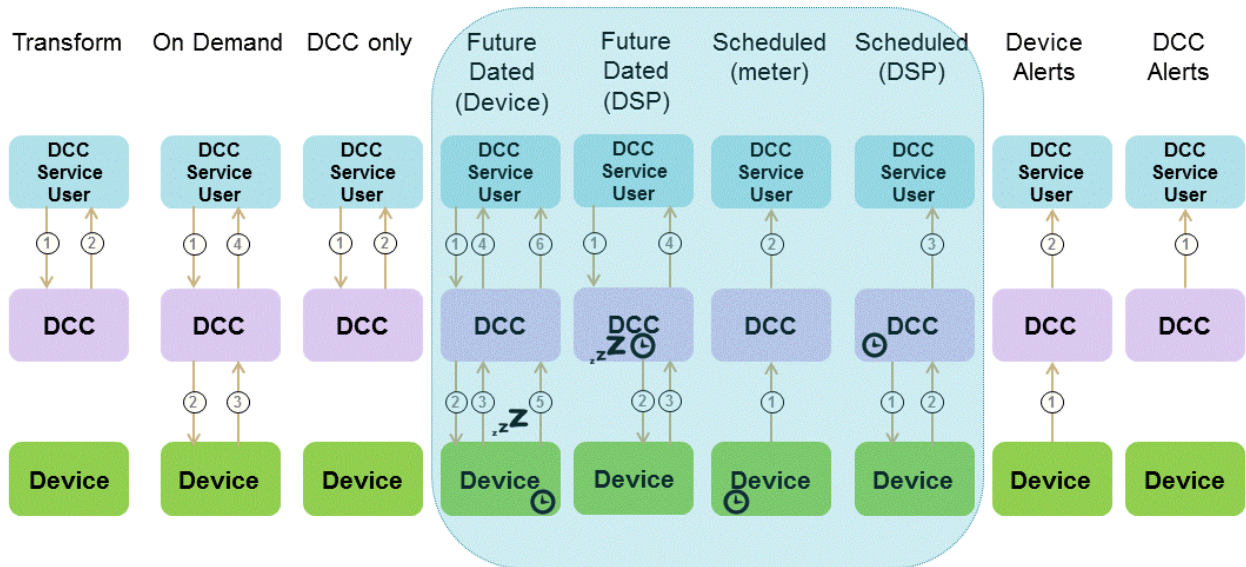 Transform
On Demand
DCC only
Future
Dated
(Device)
Future
Dated
(DSP)
Scheduled
(meter)
Scheduled
(DSP)
Device
Alerts
DCC
Alerts
DCC
Service
User
DCC
Service
User
DCC
Service
User
DCC
Service
User
DCC
Service
User
DCC
Service
User
DCC
Service
User
DCC
Service
User
DCC
Service
User
1 2
1 4
1 2
1 4 6
1 4
2
3
2
1
DCC
DCC
DCC
DCC
DCC
zzZ
DCC
DCC
DCC
DCC
2 3
2 3 5
zzZ
2 3
1
1 2
1
Device
Device
Device
Device
Device
Device
Device
Device
Device